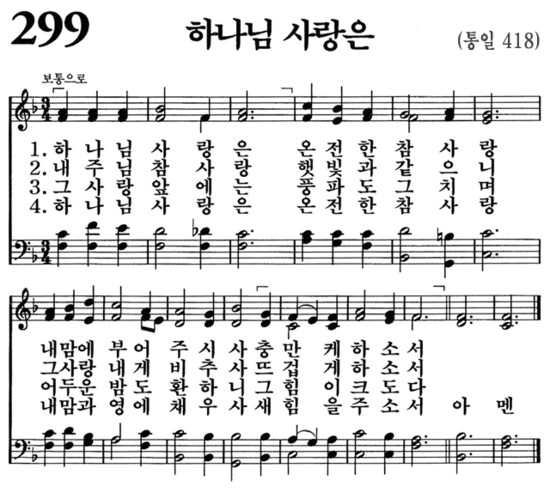 299 하나님 사랑은 (통일 418)
보통으로
1. 하 나 님 사 랑 은 온 전 한 참 사 랑
2. 내 주 님 참 사 랑 햇 빛 과 같 으 니
3. 그 사 랑 앞 에 는 풍 파 도 그 치 며
4. 하 나 님 사 랑 은 온 전 한 참 사 랑
내 맘 에 부 어 주 시 사 충 만 케 하 소 서
그 사 랑 내 게 비 추 사 뜨 겁 게 하 소 서
어 두 운 밤 도 환 하 니 그 힘 이 크 도 다
내 맘 과 영 에 채 우 사 새 힘 을 주 소 서 아 멘